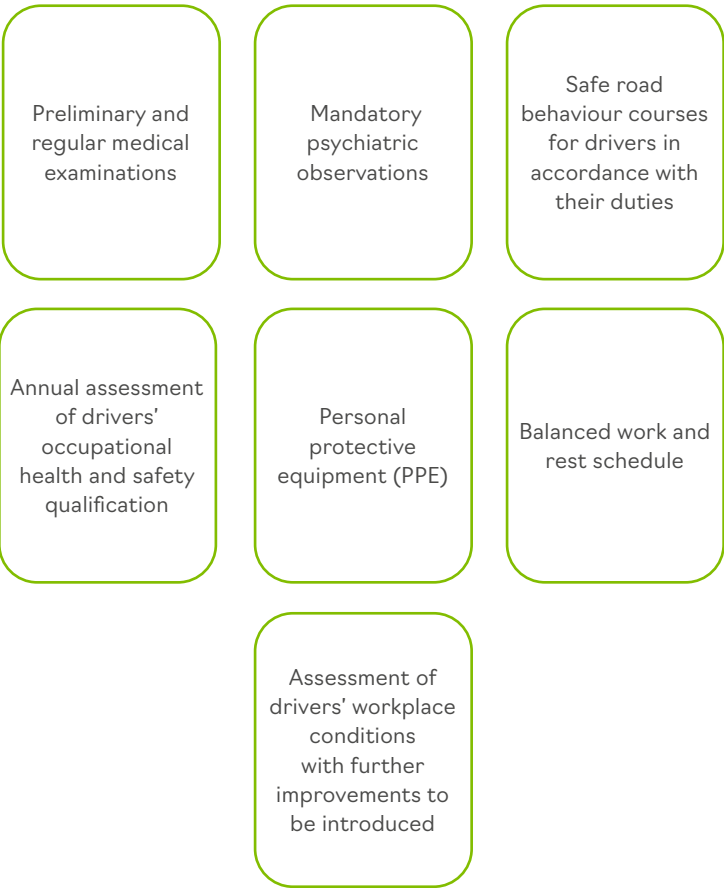 Preliminary and
regular medical
examinations
Mandatory
psychiatric
observations
Safe road
behaviour courses
for drivers in
accordance with
their duties
Annual assessment
of drivers'
occupational
health and safety
qualification
Personal
protective
equipment (PPE)
Balanced work and
rest schedule
Assessment of
drivers' workplace
conditions
with further
improvements to
be introduced